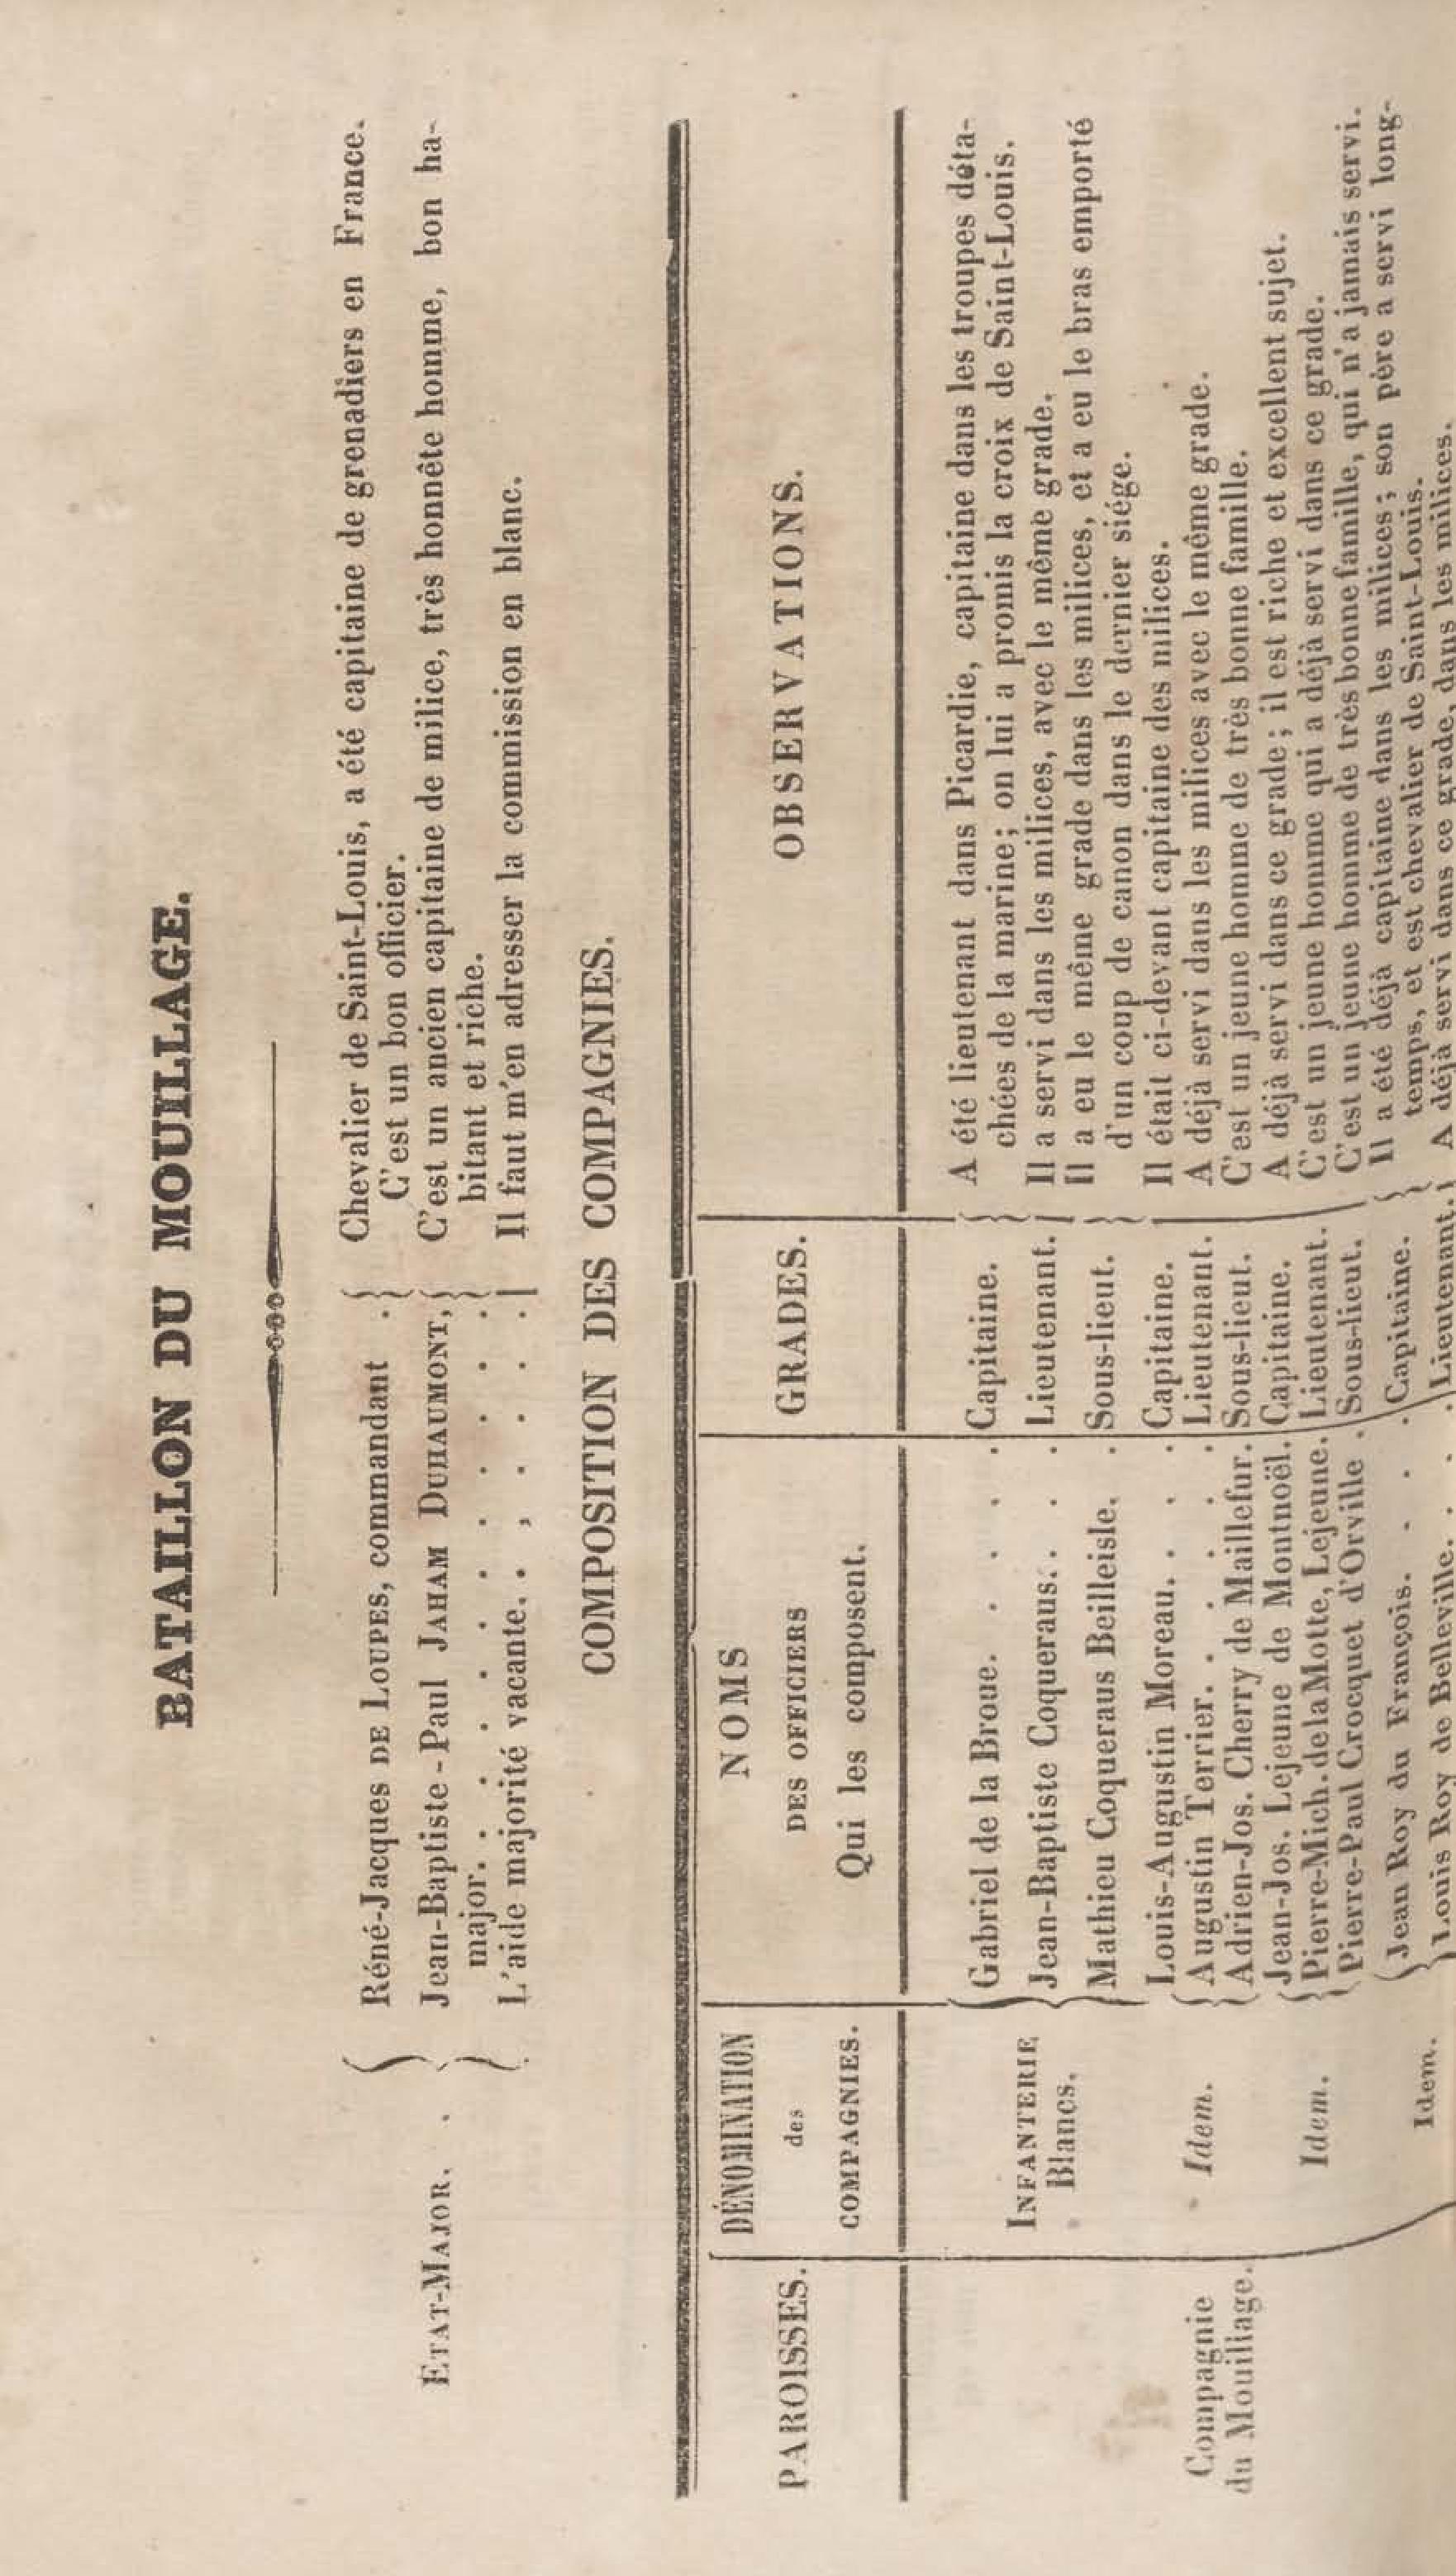 BATAILLON DU MOUILLAGE.
ETAT-MAJOR. .
Réné-Jacques DE LOUPES, commandant .
Chevalier de Saint-Louis, a été capitaine de grenadiers en France.
C'est un bon officier.
Jean-Baptiste-Paul JAHAM DUHAUMONT,
major. . . . . . . . . .
C'est un ancien capitaine de milice, très honnête homme, bon ha-
bitant et riche.
L'aide majorité vacante. . , . . . .
Il faut m'en adresser la commission en blanc.
COMPOSITION DES COMPAGNIES.
PAROISSES.
DÉNOMINATION
des
COMPAGNIES.
NOMS
DES OFFICIERS
Qui les composent.
GRADES.
OBSERVATIONS.
Compagnie
du Mouillage.
INFANTERIE
Blancs.
Gabriel de la Broue. . . . . Capitaine.
A été lieutenant dans Picardie, capitaine dans les troupes déta-
chées de la marine; on lui a promis la croix de Saint-Louis.
Jean-Baptiste Coqueraus. . . . Lieutenant.
Il a servi dans les milices, avec le même grade.
Mathieu Coqueraus Beilleisle. . Sous-lieut.
Il a eu le même grade dans les milices, et a eu le bras emporté
d'un coup de canon dans le dernier siége.
Idem.
Louis-Augustin Moreau. . . . Capitaine.
Il était ci-devant capitaine des milices.
Augustin Terrier. . . . . Lieutenant.
A déjà servi dans les milices avec le même grade.
Adrien-Jos. Cherry de Maillefur. Sous-lieut.
C'est un jeune homme de très bonne famille.
Idem.
Jean-Jos. Lejeune de Montnoël. Capitaine.
A déjà servi dans ce grade; il est riche et excellent sujet.
Pierre-Mich. de la Motte, Lejeune. Lieutenant.
C'est un jeune homme qui a déjà servi dans ce grade.
Pierre-Paul Crocquet d'Orville . Sous-lieut.
C'est un jeune homme de très bonne famille, qui n'a jamais servi.
Idem.
Jean Roy du François. . . . Capitaine.
Il a été déjà capitaine dans les milices; son père a servi long-
temps, et est chevalier de Saint-Louis.
Louis Roy de Belleville. . . . Lieutenant.
A déjà servi dans ce grade, dans les milices.